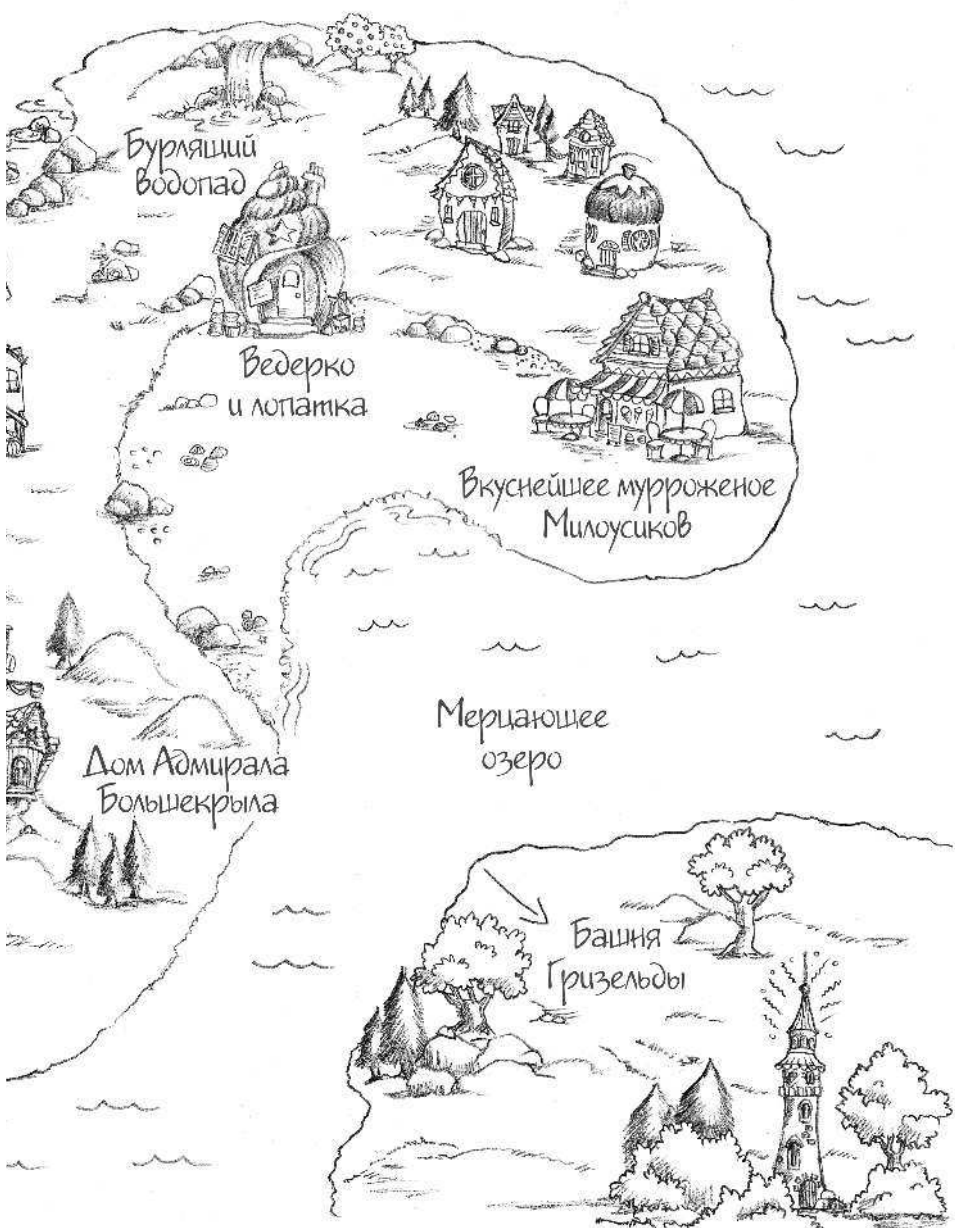 Бурлящий
водопад
Ведерко
и лопатка
Вкуснейшее мурроженое
Милоусиков
Мерцающее
озеро
Дом Адмирала
Большекрыла
Башня
Гризельды